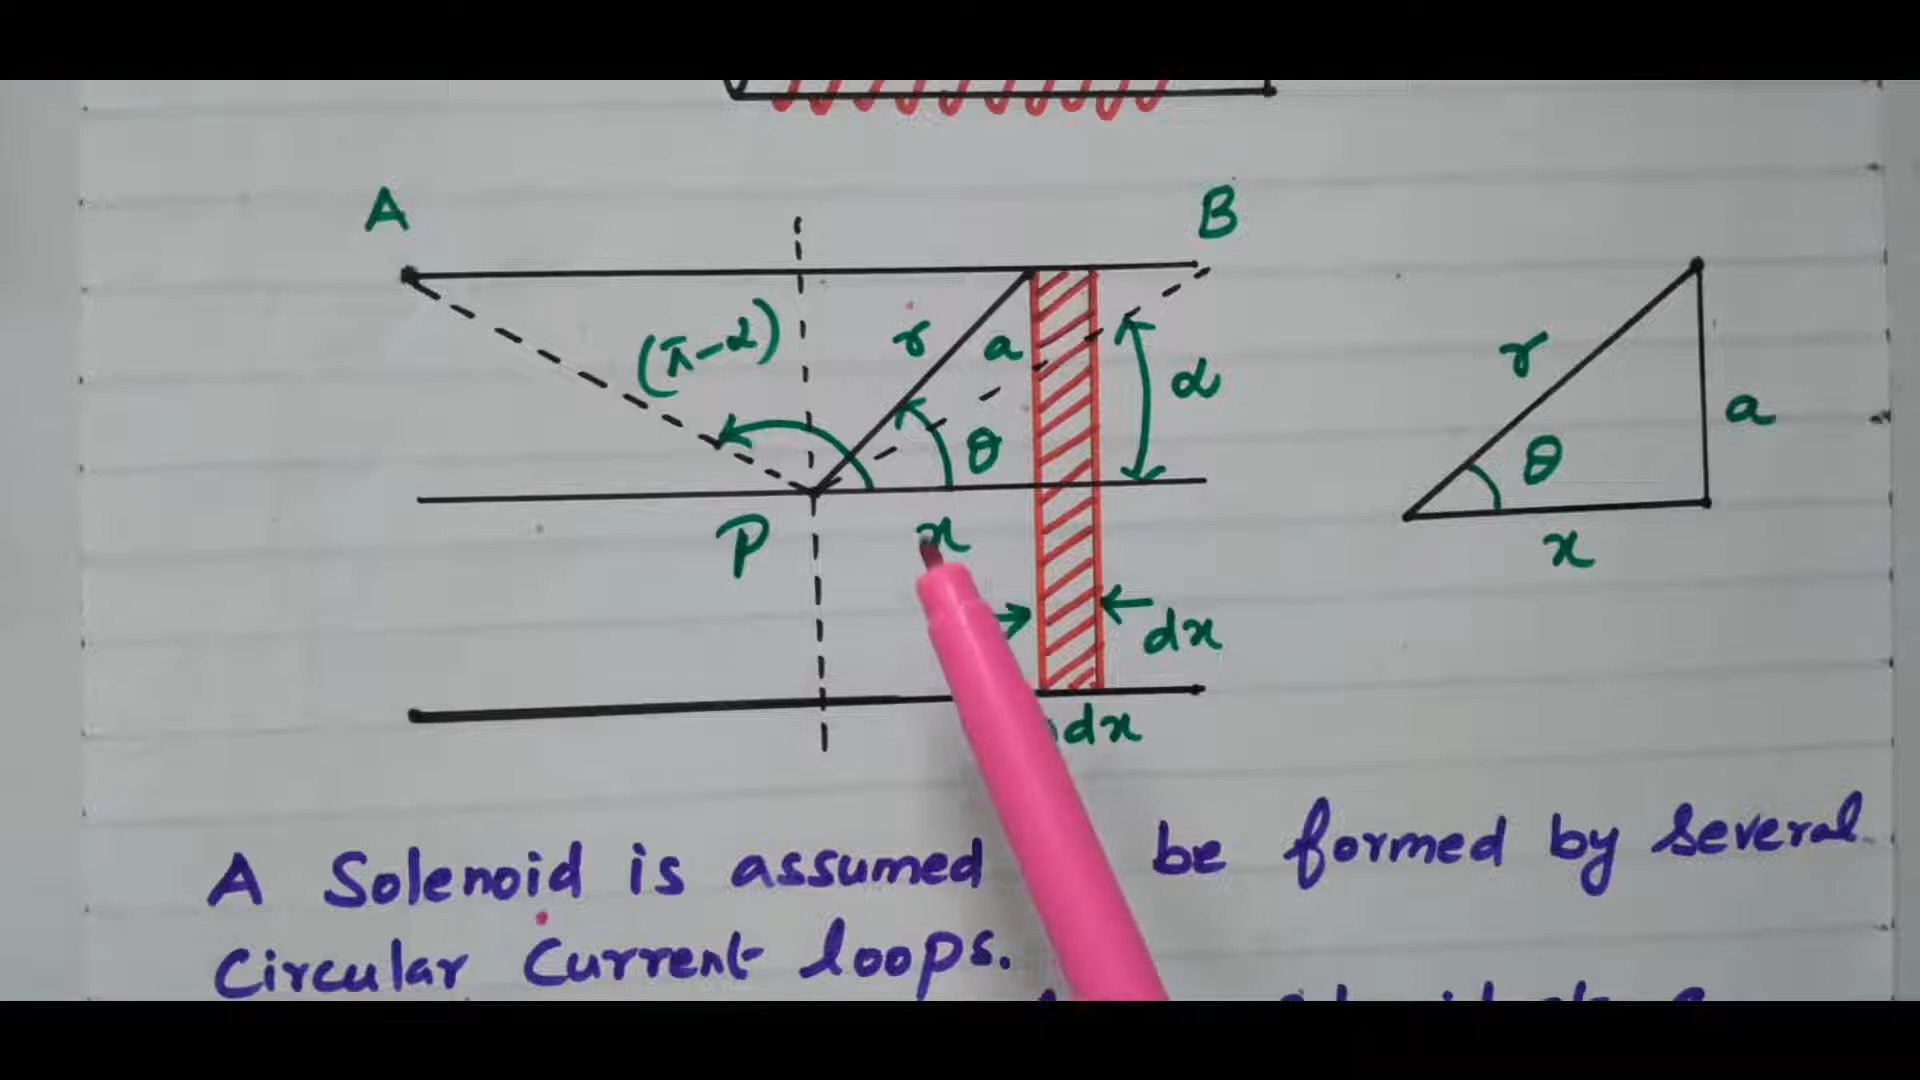 A B
(π-α) r a α
θ
P x
dx
dx
r a
θ
x
A Solenoid is assumed be formed by several
Circular Current loops.